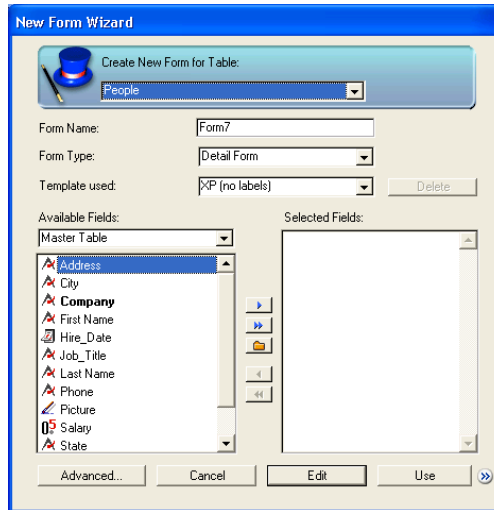 New Form Wizard
Create New Form for Table:
People
Form Name:
Form7
Form Type:
Detail Form
Template used:
XP (no labels)
Delete
Available Fields:
Selected Fields:
Master Table
Address
City
Company
First Name
Hire_Date
Job_Title
Last Name
Phone
Picture
Salary
State
Advanced...
Cancel
Edit
Use